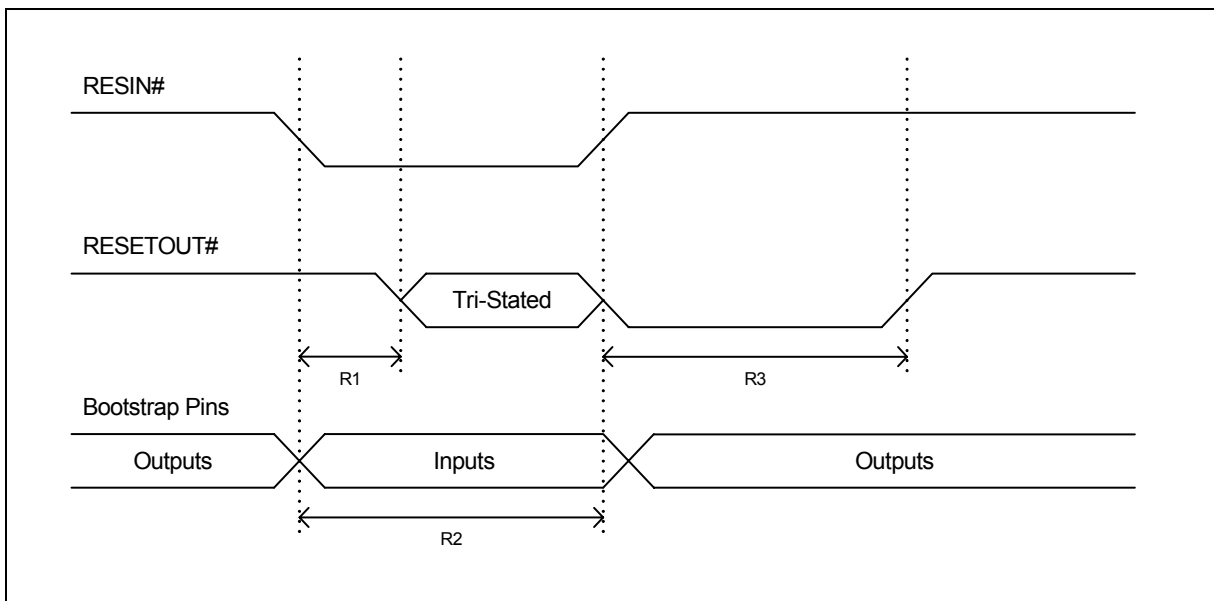 RESIN#
RESETOUT#
Tri-Stated
R1
R3
Bootstrap Pins
Outputs
Inputs
Outputs
R2